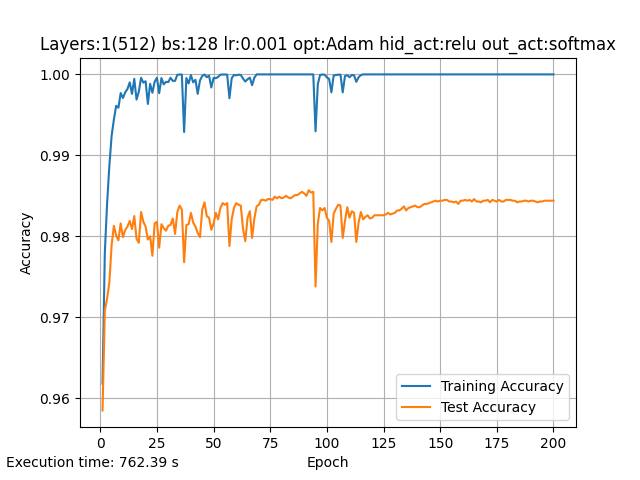 Layers:1(512) bs:128 lr:0.001 opt:Adam hid_act:relu out_act:softmax
1.00
0.99
0.98
0.97
0.96
Accuracy
Training Accuracy
Test Accuracy
0 25 50 75 100 125 150 175 200
Execution time: 762.39 s Epoch